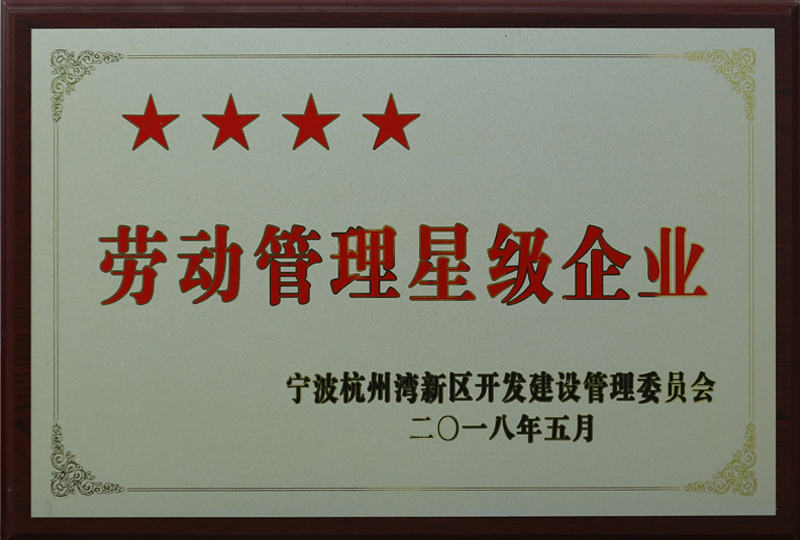 劳动管理星级企业
宁波杭州湾新区开发建设管理委员会
二〇一八年五月